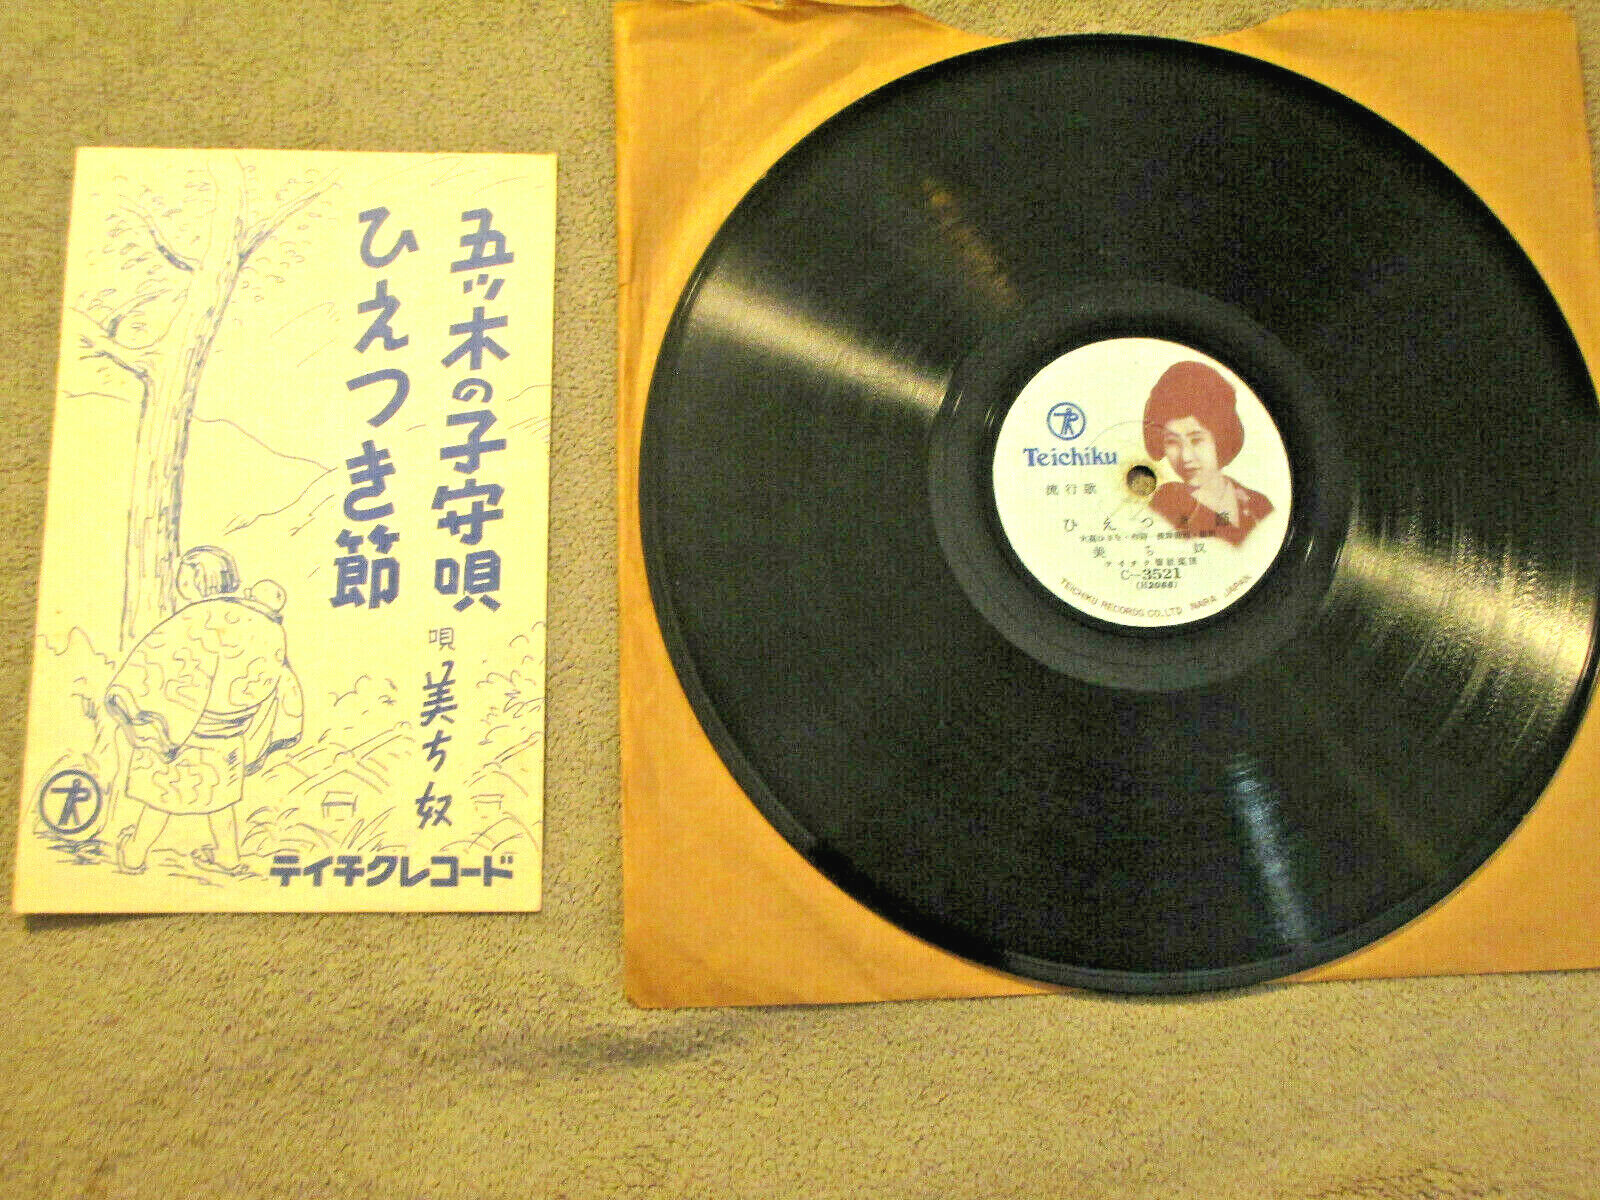 五ツ木の子守唄
ひえつき節
唄 美ち奴
テイチクレコード
Teichiku
流行歌
ひえつき節
美ち奴
C-3521
(H2066)
TEICHIKU RECORDS CO., LTD NARA JAPAN